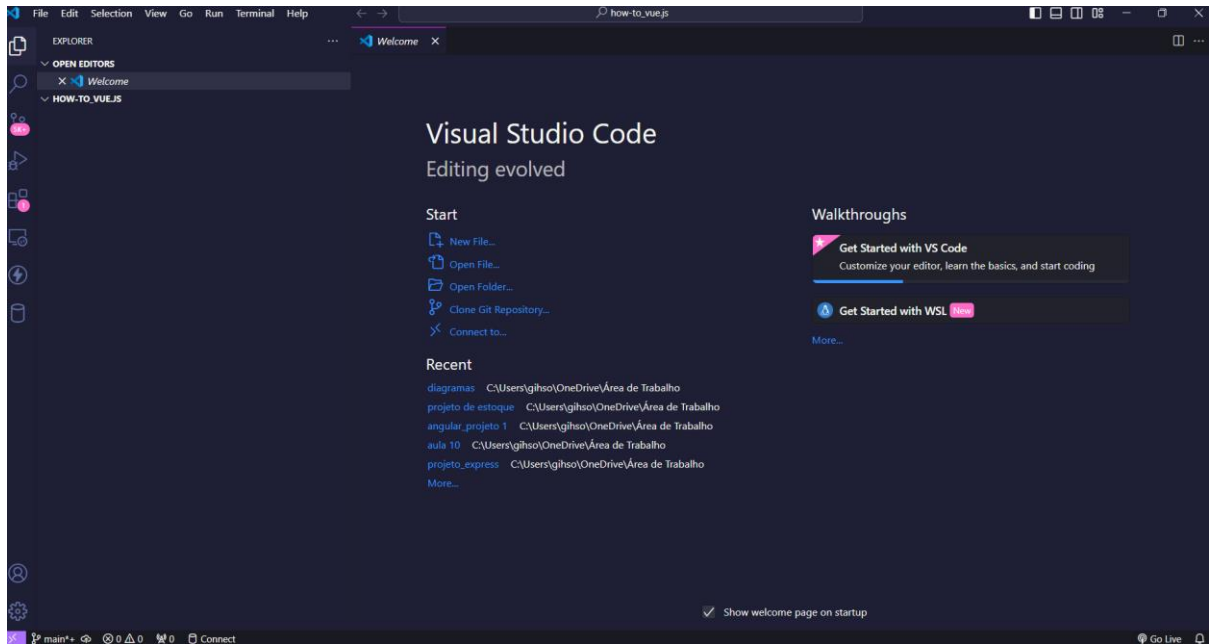 File Edit Selection View Go Run Terminal Help
how-to_vue.js
EXPLORER
Welcome
OPEN EDITORS
Welcome
HOW-TO_VUE.JS
5K+
1
Visual Studio Code
Editing evolved
Start
New File...
Open File...
Open Folder...
Clone Git Repository...
Connect to...
Recent
diagramas C:\Users\gihso\OneDrive\Área de Trabalho
projeto de estoque C:\Users\gihso\OneDrive\Área de Trabalho
angular_projeto 1 C:\Users\gihso\OneDrive\Área de Trabalho
aula 10 C:\Users\gihso\OneDrive\Área de Trabalho
projeto_express C:\Users\gihso\OneDrive\Área de Trabalho
More...
Walkthroughs
Get Started with VS Code
Customize your editor, learn the basics, and start coding
Get Started with WSL New
More...
Show welcome page on startup
main*+ 0 0 0 Connect Go Live